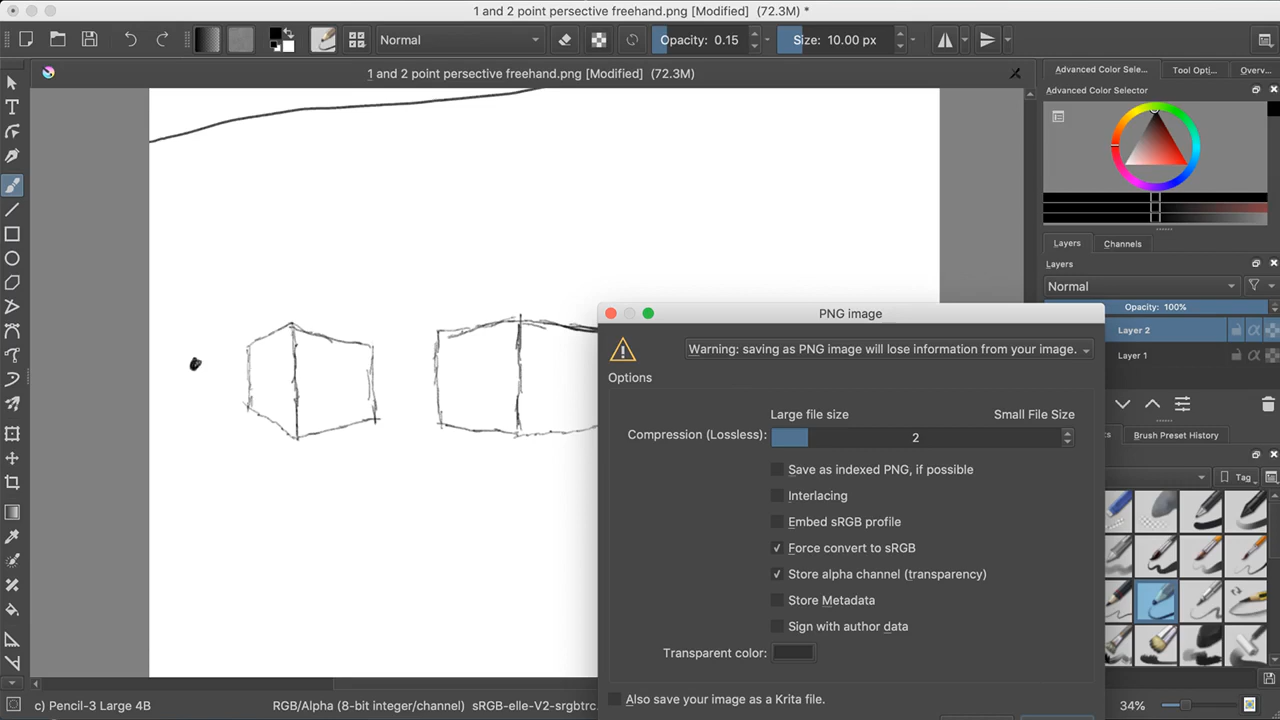 1 and 2 point persective freehand.png [Modified] (72.3M) *
Normal
Opacity: 0.15
Size: 10.00 px
1 and 2 point persective freehand.png [Modified] (72.3M)
Advanced Color Sele...
Tool Opti...
Overv...
Advanced Color Selector
Layers
Channels
Layers
Normal
Opacity: 100%
Layer 2
Layer 1
Brush Preset History
Tag
PNG image
Warning: saving as PNG image will lose information from your image.
Options
Large file size
Small File Size
Compression (Lossless):
2
Save as indexed PNG, if possible
Interlacing
Embed sRGB profile
Force convert to sRGB
Store alpha channel (transparency)
Store Metadata
Sign with author data
Transparent color:
Also save your image as a Krita file.
c) Pencil-3 Large 4B
RGB/Alpha (8-bit integer/channel) sRGB-elle-V2-srgbtrc.
34%